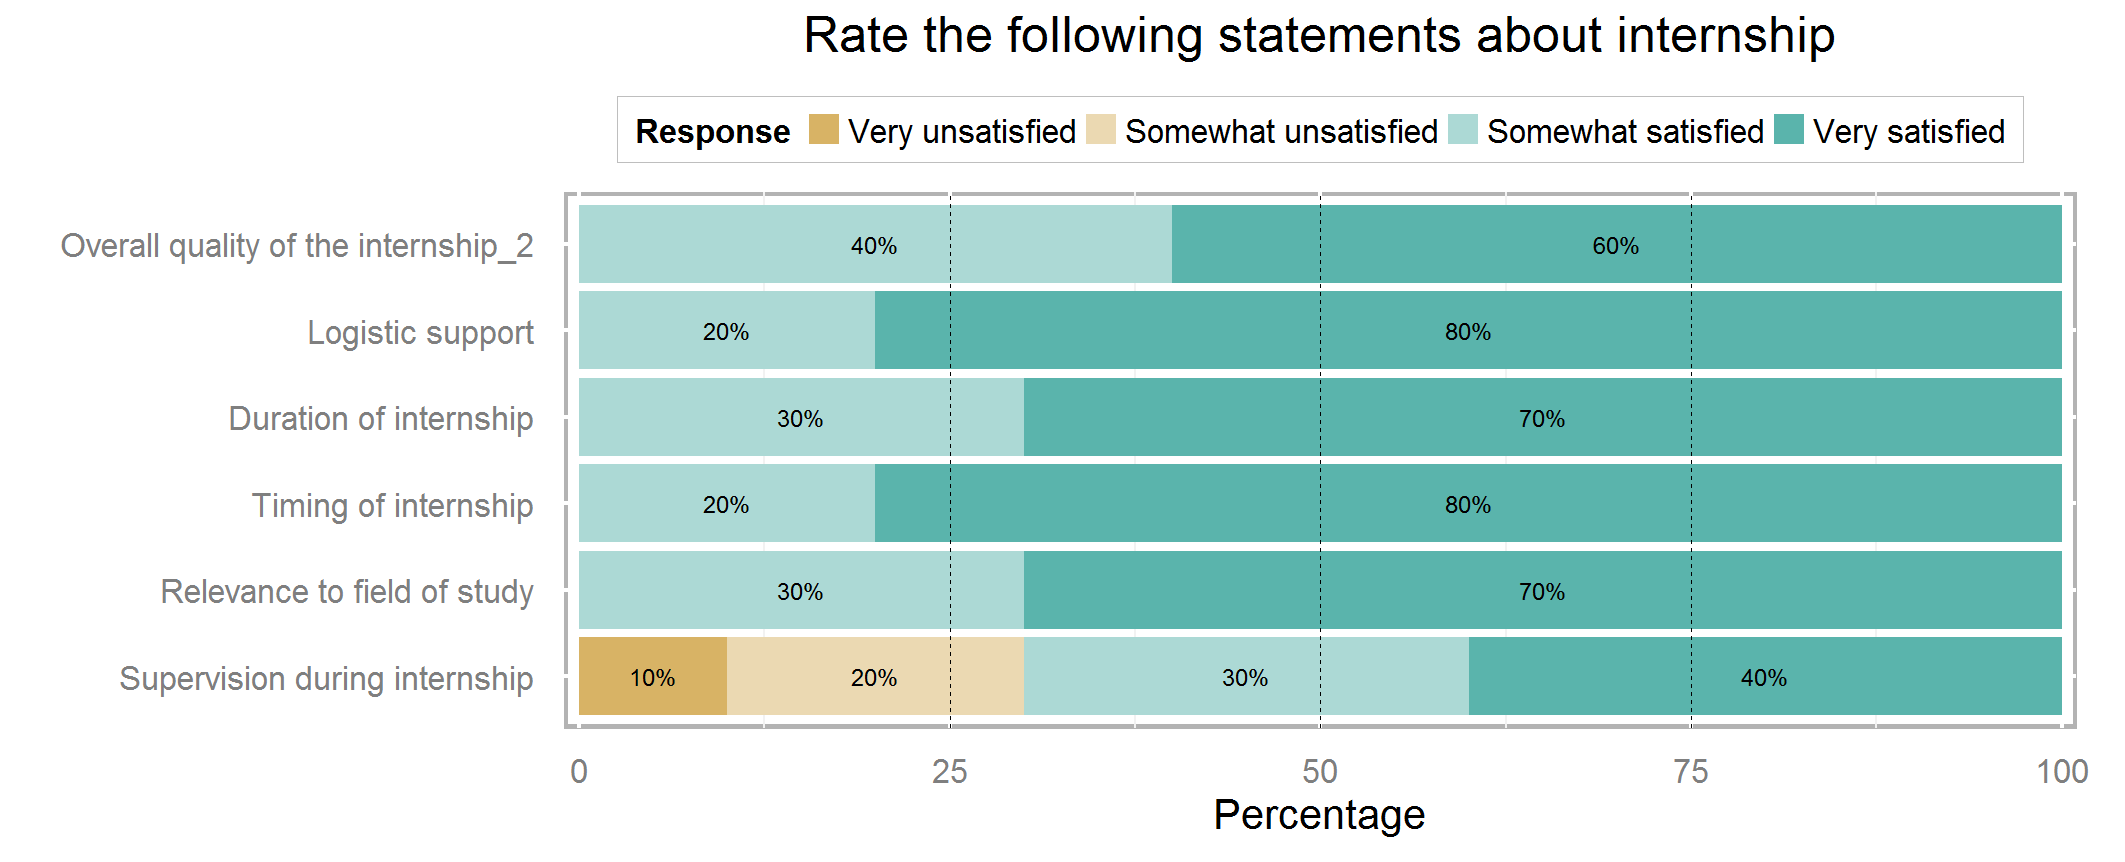 Rate the following statements about internship
Response Very unsatisfied Somewhat unsatisfied Somewhat satisfied Very satisfied
Overall quality of the internship_2 40% 60%
Logistic support 20% 80%
Duration of internship 30% 70%
Timing of internship 20% 80%
Relevance to field of study 30% 70%
Supervision during internship 10% 20% 30% 40%
0 25 50 75 100
Percentage